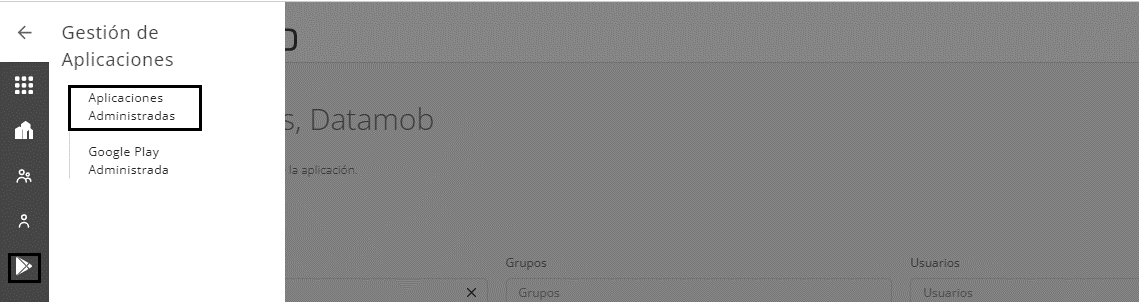 Gestión de
Aplicaciones
Aplicaciones
Administradas
Google Play
Administrada
s, Datamob
la aplicación.
Grupos
Usuarios
Grupos
Usuarios